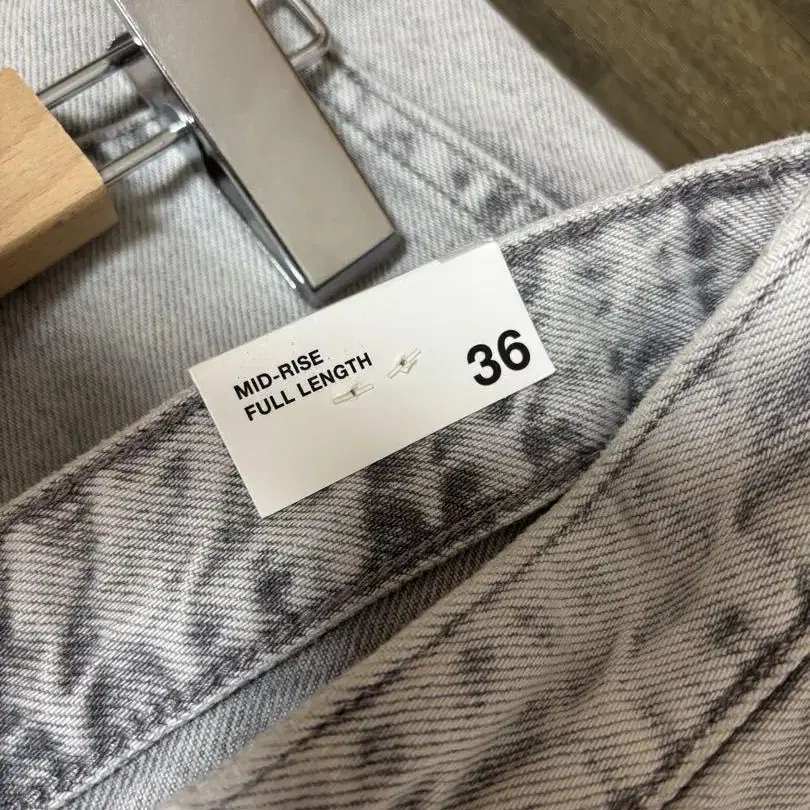 MID-RISE
FULL LENGTH
36